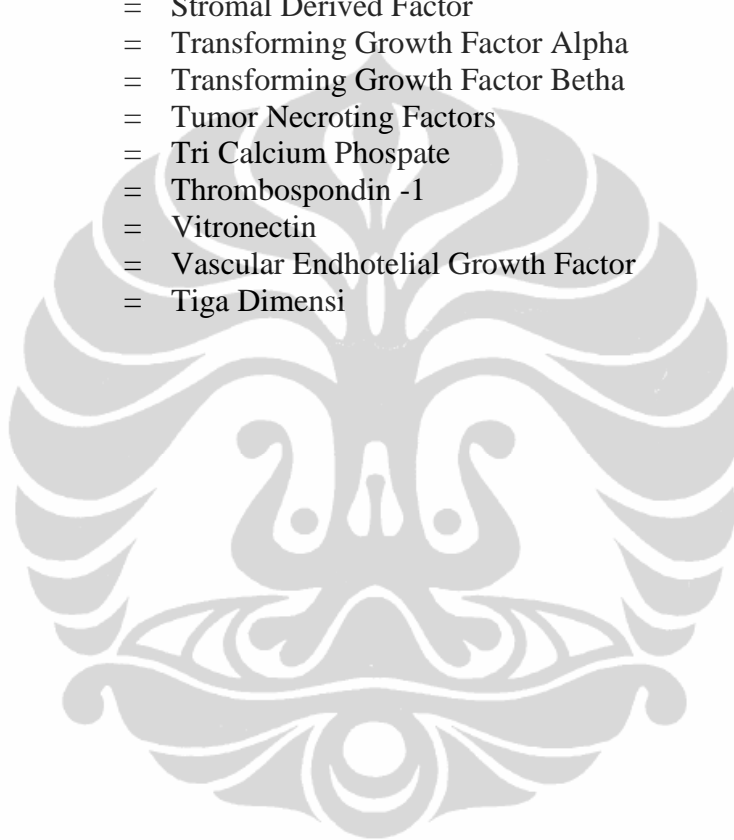 = Stromal Derived Factor
= Transforming Growth Factor Alpha
= Transforming Growth Factor Betha
= Tumor Necroting Factors
= Tri Calcium Phospate
= Thrombospondin -1
= Vitronectin
= Vascular Endhotelial Growth Factor
= Tiga Dimensi